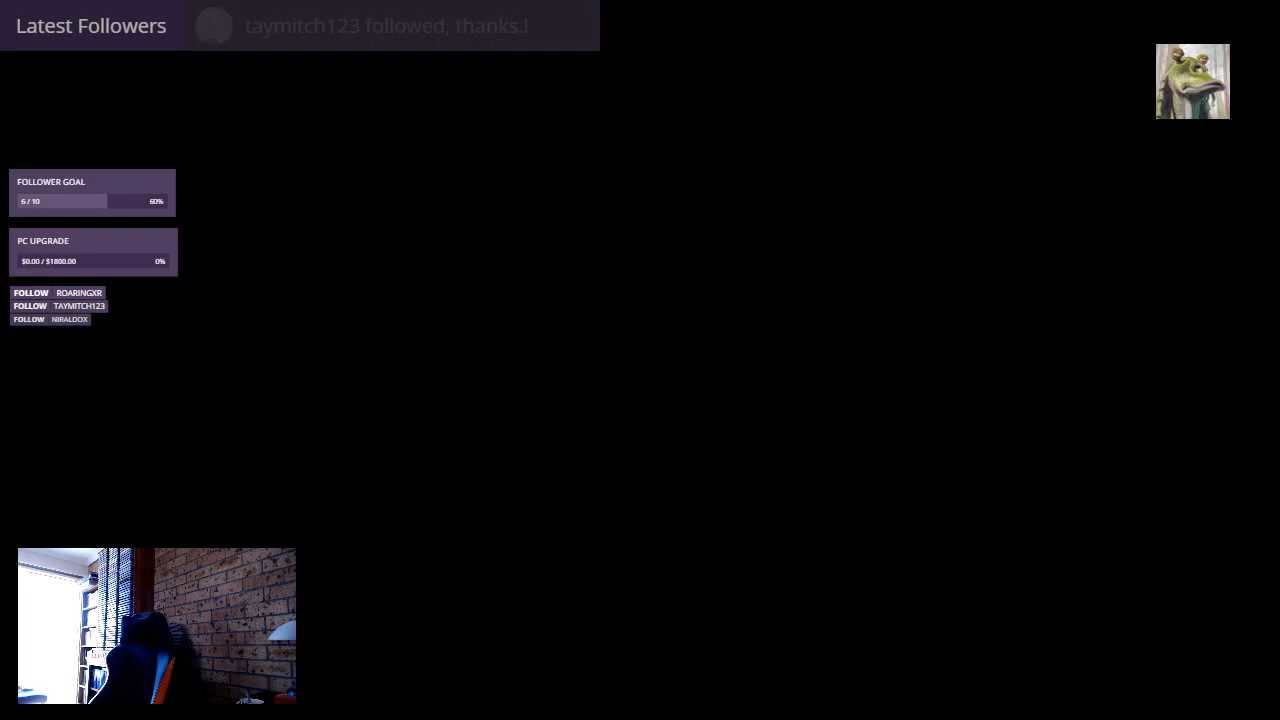 Latest Followers
taymitch123 followed, thanks.!
FOLLOWER GOAL
6 / 10 60%
PC UPGRADE
$0.00 / $1800.00 0%
FOLLOW ROARINGXR
FOLLOW TAYMITCH123
FOLLOW NIRALDOX